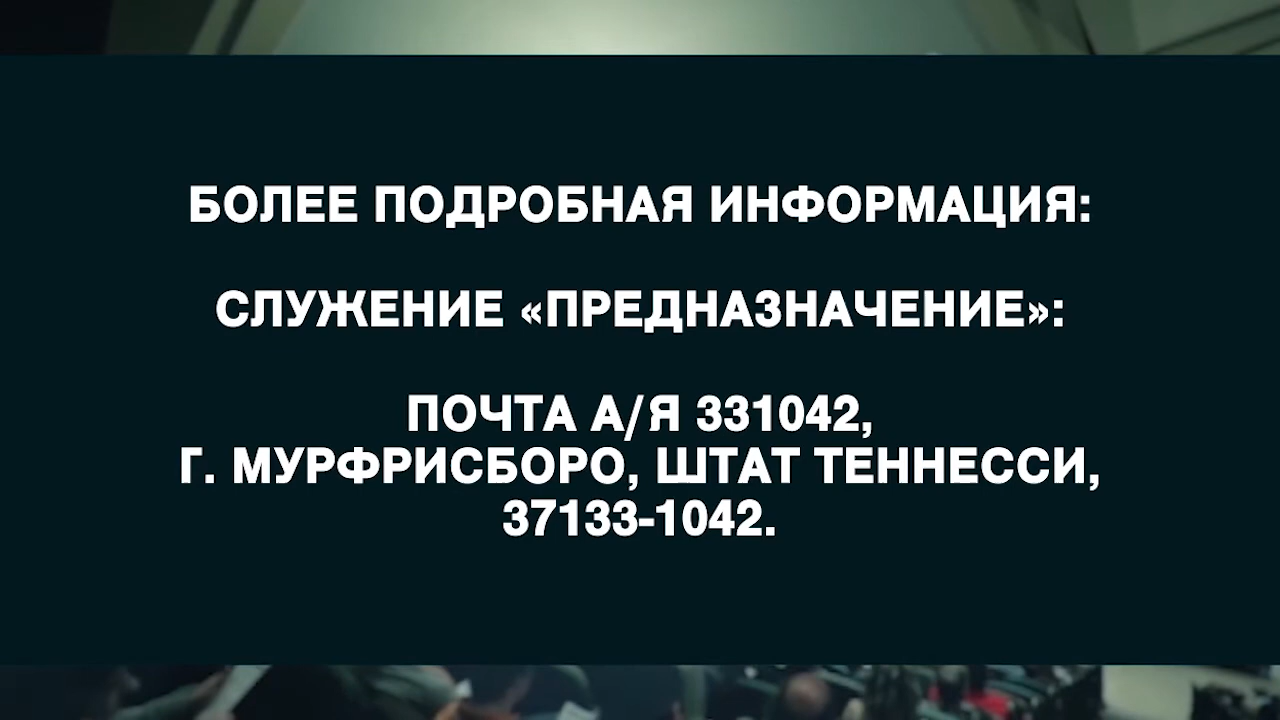 БОЛЕЕ ПОДРОБНАЯ ИНФОРМАЦИЯ:
СЛУЖЕНИЕ «ПРЕДНАЗНАЧЕНИЕ»:
ПОЧТА А/Я 331042,
Г. МУРФРИСБОРО, ШТАТ ТЕННЕССИ,
37133-1042.